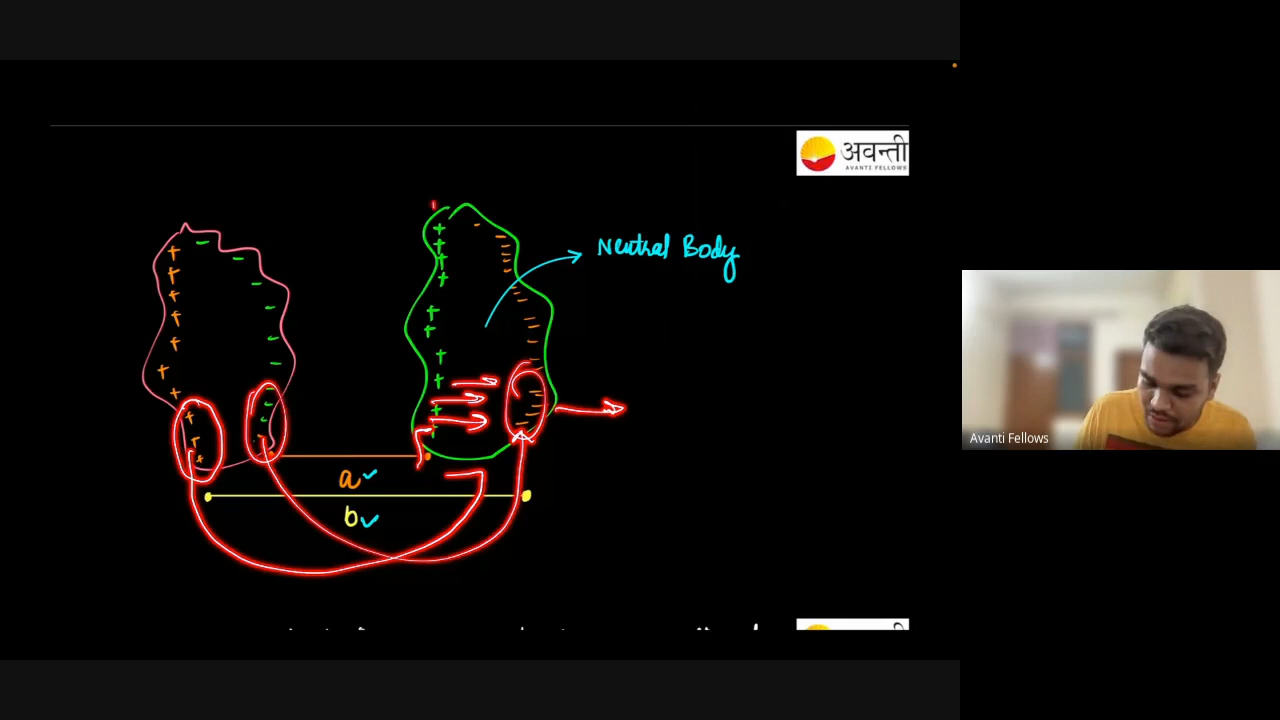 अवन्ती
AVANTI FELLOWS
Neutral Body
a
b
Avanti Fellows